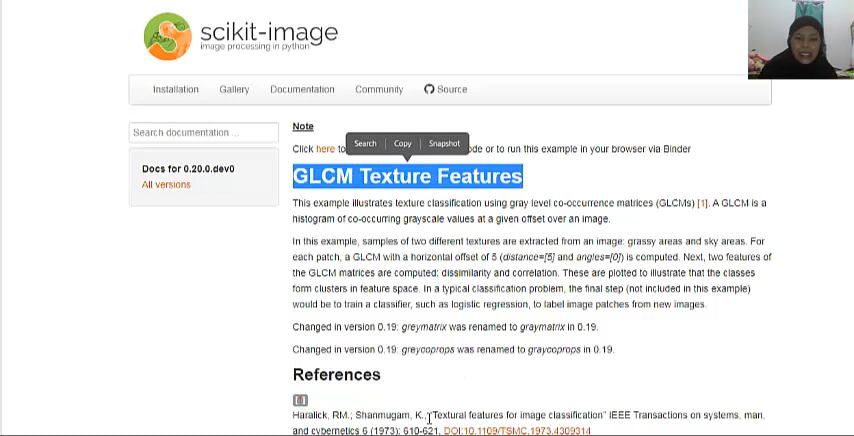 scikit-image
image processing in python
Installation Gallery Documentation Community Source
Search documentation ...
Docs for 0.20.0.dev0
All versions
Note
Search Copy Snapshot
Click here to ode or to run this example in your browser via Binder
GLCM Texture Features
This example illustrates texture classification using gray level co-occurrence matrices (GLCMs) [1]. A GLCM is a
histogram of co-occurring grayscale values at a given offset over an image.
In this example, samples of two different textures are extracted from an image: grassy areas and sky areas. For
each patch, a GLCM with a horizontal offset of 5 (distance=[5] and angles=[0]) is computed. Next, two features of
the GLCM matrices are computed: dissimilarity and correlation. These are plotted to illustrate that the classes
form clusters in feature space. In a typical classification problem, the final step (not included in this example)
would be to train a classifier, such as logistic regression, to label image patches from new images.
Changed in version 0.19: greymatrix was renamed to graymatrix in 0.19.
Changed in version 0.19: greycoprops was renamed to graycoprops in 0.19.
References
Haralick, RM.; Shanmugam, K., “Textural features for image classification” IEEE Transactions on systems, man,
and cybernetics 6 (1973): 610-621. DOI:10.1109/TSMC.1973.4309314